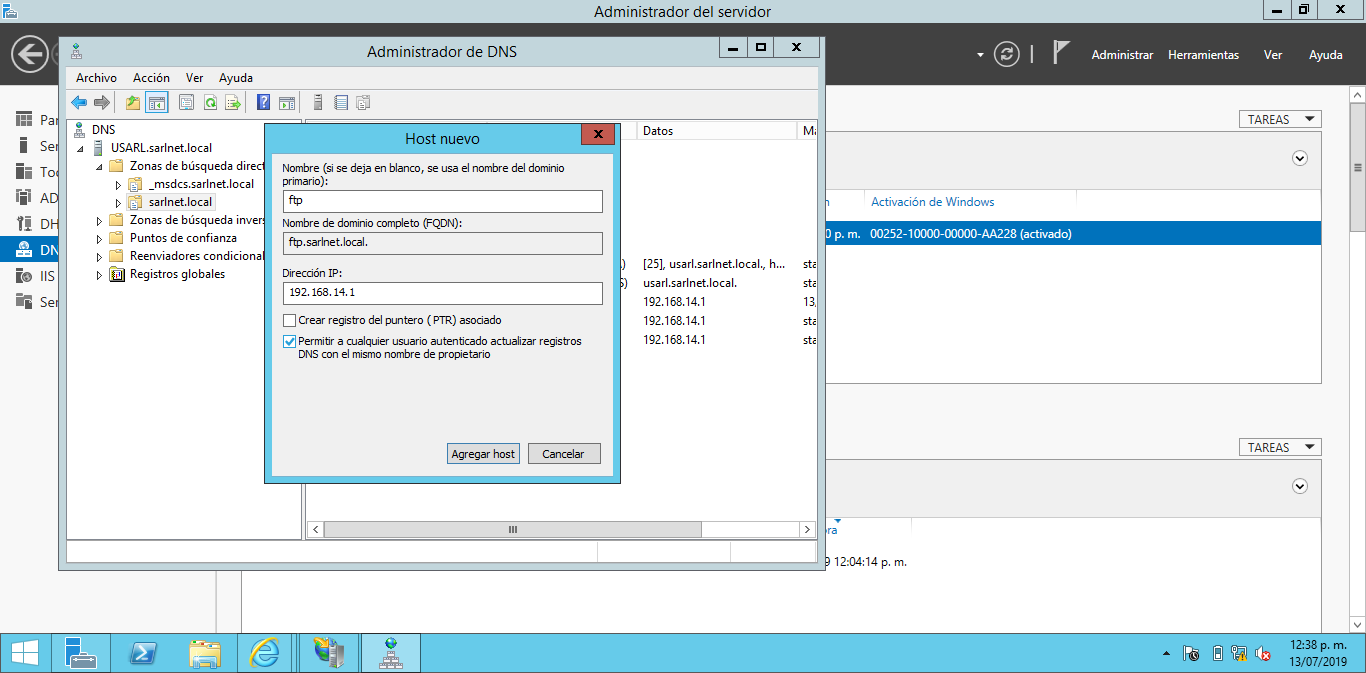 Administrador del servidor
Administrador de DNS
Administrar Herramientas Ver Ayuda
Archivo Acción Ver Ayuda
DNS
USARL.sarlnet.local
Zonas de búsqueda direct
_msdcs.sarlnet.local
sarlnet.local
Zonas de búsqueda invers
Puntos de confianza
Reenviadores condicional
Registros globales
Host nuevo
Nombre (si se deja en blanco, se usa el nombre del dominio
primario):
ftp
Nombre de dominio completo (FQDN):
ftp.sarlnet.local.
Dirección IP:
192.168.14.1
Crear registro del puntero (PTR) asociado
Permitir a cualquier usuario autenticado actualizar registros
DNS con el mismo nombre de propietario
Agregar host Cancelar
Datos
[25], usarl.sarlnet.local., h... sta
usarl.sarlnet.local. sta
192.168.14.1 13,
192.168.14.1 sta
192.168.14.1 sta
TAREAS
Activación de Windows
0 p. m. 00252-10000-00000-AA228 (activado)
TAREAS
ora
9 12:04:14 p. m.
Par
Ser
Too
AD
DH
DN
IIS
Ser
12:38 p. m.
13/07/2019